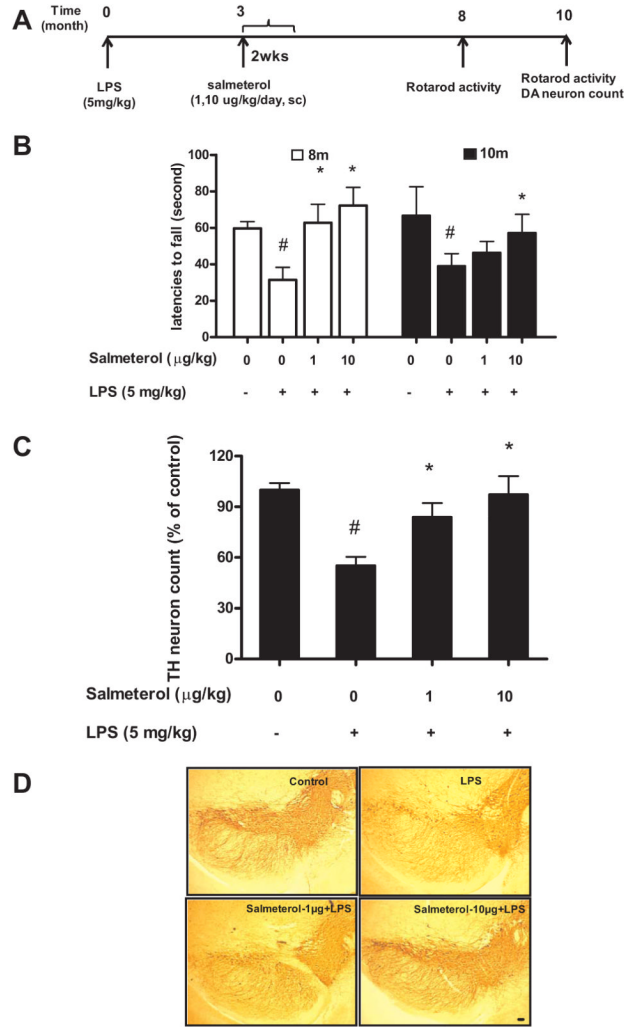 A
Time
(month)
0
3
8
10
2wks
LPS
(5mg/kg)
salmeterol
(1,10 ug/kg/day, sc)
Rotarod activity
Rotarod activity
DA neuron count
B
latencies to fall (second)
100
80
60
40
20
0
8m
10m
# * * # *
Salmeterol (μg/kg) 0 0 1 10 0 0 1 10
LPS (5 mg/kg) - + + + - + + +
C
TH neuron count (% of control)
120
90
60
30
0
# * *
Salmeterol (μg/kg) 0 0 1 10
LPS (5 mg/kg) - + + +
D
Control
LPS
Salmeterol-1μg+LPS
Salmeterol-10μg+LPS